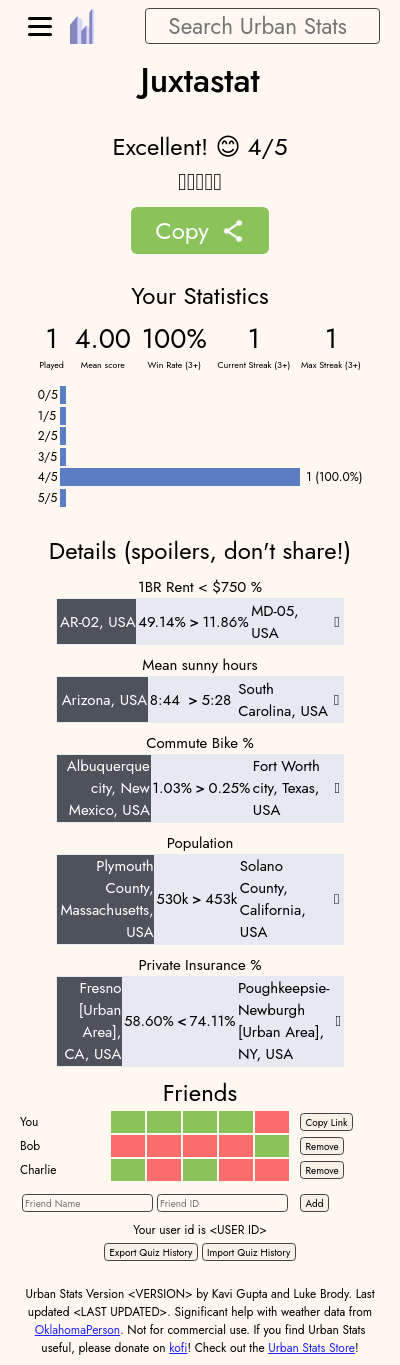 Search Urban Stats
Juxtastat
Excellent! 😊 4/5
Copy
Your Statistics
1 4.00 100% 1 1
Played Mean score Win Rate (3+) Current Streak (3+) Max Streak (3+)
0/5
1/5
2/5
3/5
4/5 1 (100.0%)
5/5
Details (spoilers, don't share!)
1BR Rent < $750 %
AR-02, USA 49.14% > 11.86% MD-05,
USA
Mean sunny hours
Arizona, USA 8:44 > 5:28 South
Carolina, USA
Commute Bike %
Albuquerque
city, New
Mexico, USA
1.03% > 0.25%
Fort Worth
city, Texas,
USA
Population
Plymouth
County,
Massachusetts,
USA
530k > 453k
Solano
County,
California,
USA
Private Insurance %
Fresno
[Urban
Area],
CA, USA
58.60% < 74.11%
Poughkeepsie-
Newburgh
[Urban Area],
NY, USA
Friends
You Copy Link
Bob Remove
Charlie Remove
Friend Name Friend ID Add
Your user id is <USER ID>
Export Quiz History Import Quiz History
Urban Stats Version <VERSION> by Kavi Gupta and Luke Brody. Last
updated <LAST UPDATED>. Significant help with weather data from
OklahomaPerson. Not for commercial use. If you find Urban Stats
useful, please donate on kofi! Check out the Urban Stats Store!